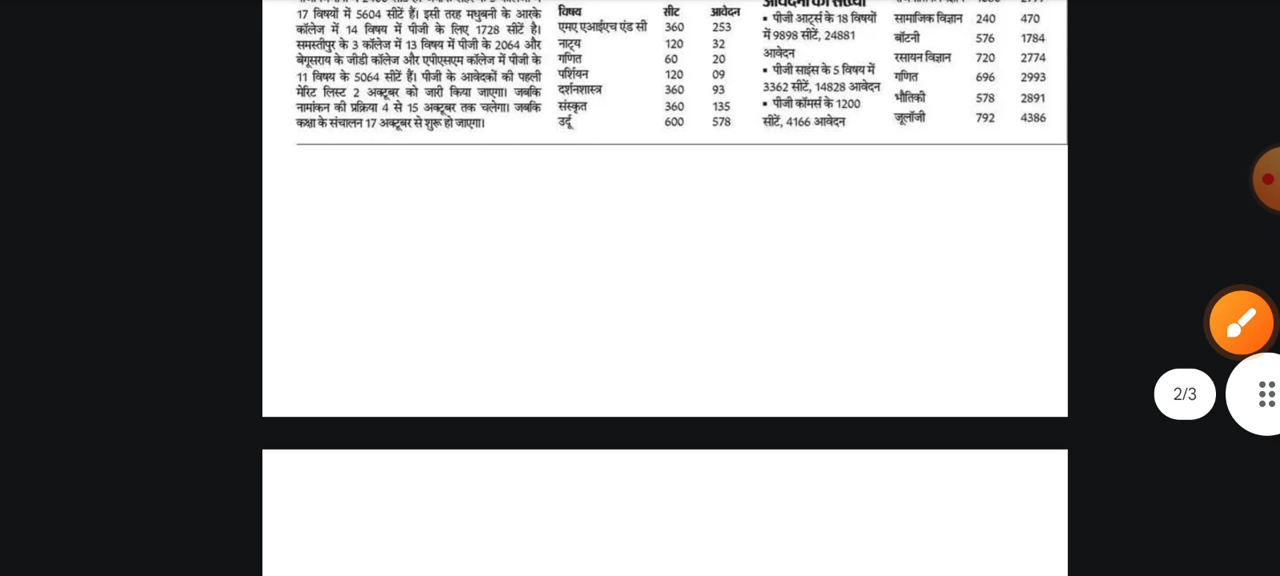 17 विषयों में 5604 सीटें हैं। इसी तरह मधुबनी के आरके
कॉलेज में 14 विषय में पीजी के लिए 1728 सीटें है।
समस्तीपुर के 3 कॉलेज में 13 विषय में पीजी के 2064 और
बेगूसराय के जीडी कॉलेज और एपीएसएम कॉलेज में पीजी के
11 विषय के 5064 सीटें हैं। पीजी के आवेदकों की पहली
मेरिट लिस्ट 2 अक्टूबर को जारी किया जाएगा। जबकि
नामांकन की प्रक्रिया 4 से 15 अक्टूबर तक चलेगा। जबकि
कक्षा के संचालन 17 अक्टूबर से शुरू हो जाएगा।
विषय सीट आवेदन
एमए एआईएच एंड सी 360 253
नाट्य 120 32
गणित 60 20
पर्शियन 120 09
दर्शनशास्त्र 360 93
संस्कृत 360 135
उर्दू 600 578
आवेदनों की संख्या
▪ पीजी आर्ट्स के 18 विषयों
में 9898 सीटें, 24881
आवेदन
▪ पीजी साइंस के 5 विषय में
3362 सीटें, 14828 आवेदन
▪ पीजी कॉमर्स के 1200
सीटें, 4166 आवेदन
सामाजिक विज्ञान 240 470
बॉटनी 576 1784
रसायन विज्ञान 720 2774
गणित 696 2993
भौतिकी 578 2891
जूलॉजी 792 4386
2/3